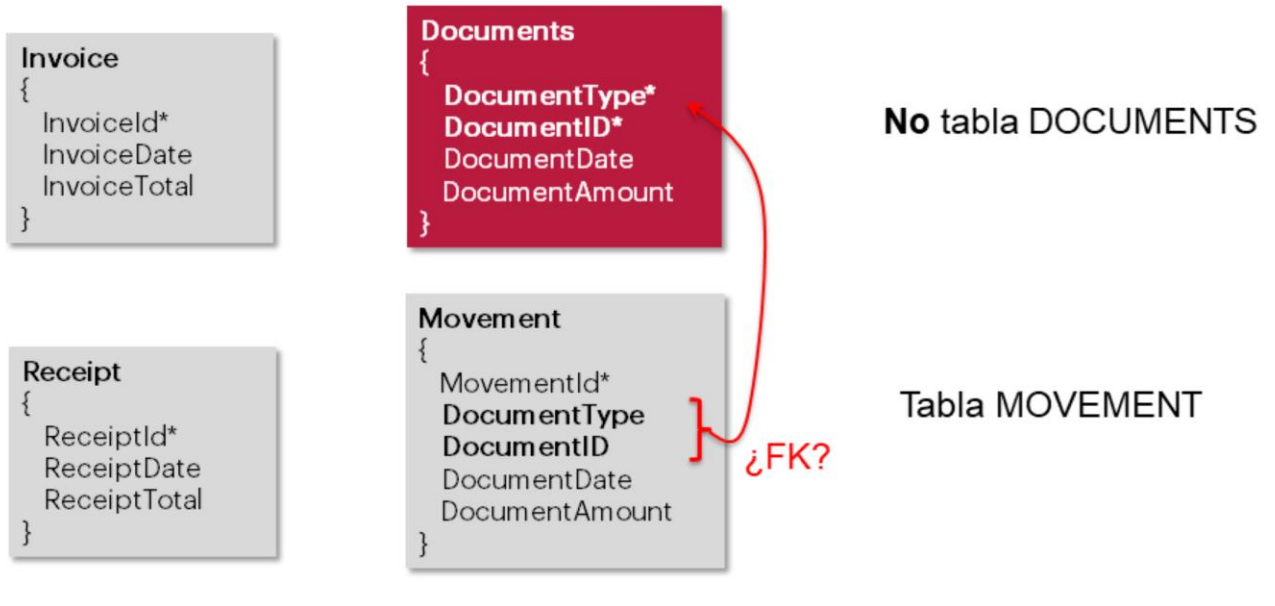 Invoice
{
InvoiceId*
InvoiceDate
InvoiceTotal
}
Documents
{
DocumentType*
DocumentID*
DocumentDate
DocumentAmount
}
No tabla DOCUMENTS
Receipt
{
ReceiptId*
ReceiptDate
ReceiptTotal
}
Movement
{
MovementId*
DocumentType
DocumentID
DocumentDate
DocumentAmount
}
¿FK?
Tabla MOVEMENT